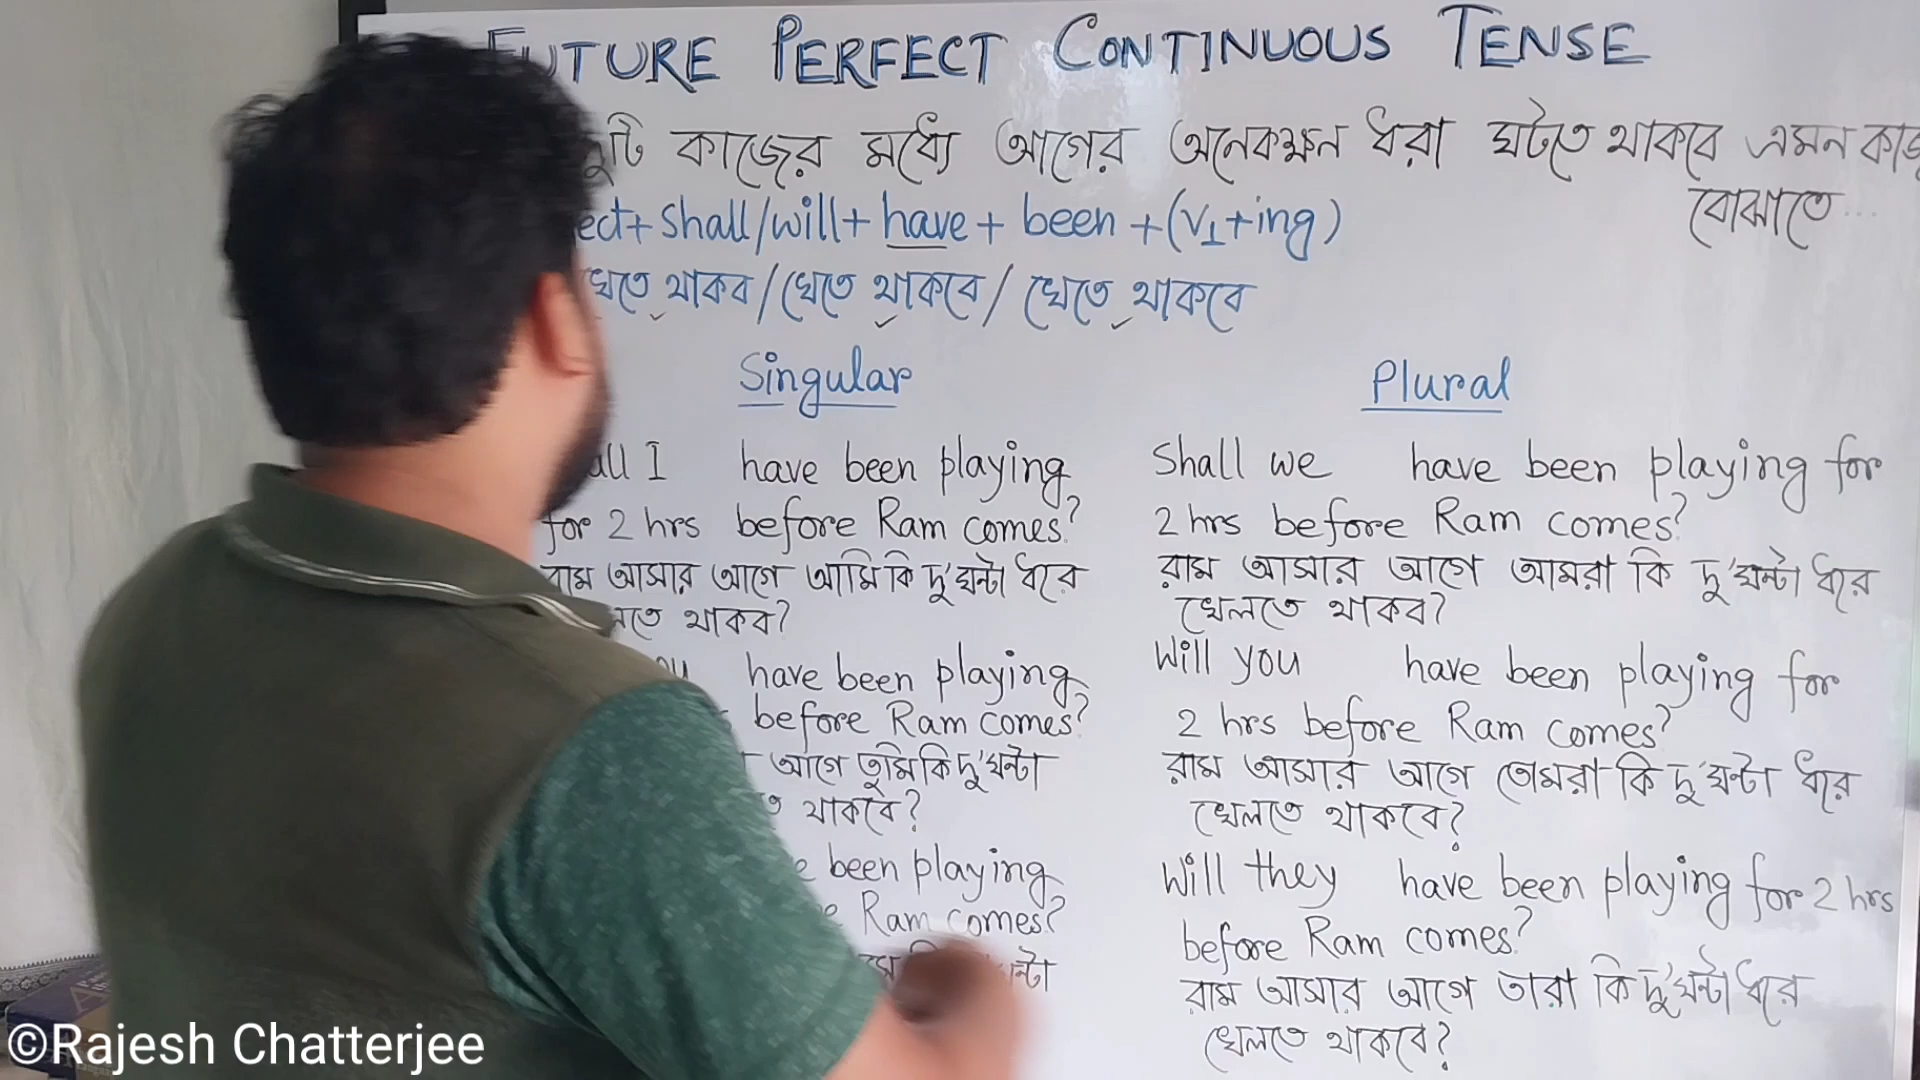 FUTURE PERFECT CONTINUOUS TENSE
কাজের মধ্যে আগের অনেকক্ষন ধরা ঘটতে থাকবে এমন
বোঝাতে...
+ Shall/will + have + been + (V1+ing)
থাকব / খেতে থাকবে / খেতে থাকবে
Singular
Plural
I have been playing
for 2 hrs before Ram comes?
রাম আসার আগে আমি কি দু'ঘন্টা ধরে
থাকব?
have been playing
before Ram comes?
আগে তুমি কি দু'ঘন্টা
থাকবে?
been playing
Ram comes?
Shall we have been playing for
2 hrs before Ram comes?
রাম আসার আগে আমরা কি দু'ঘন্টা ধরে
খেলতে থাকব?
Will you have been playing for
2 hrs before Ram comes?
রাম আসার আগে তোমরা কি দু'ঘন্টা ধরে
খেলতে থাকবে?
Will they have been playing for 2 hrs
before Ram comes?
রাম আসার আগে তারা কি দু'ঘন্টা ধরে
খেলতে থাকবে?
©Rajesh Chatterjee